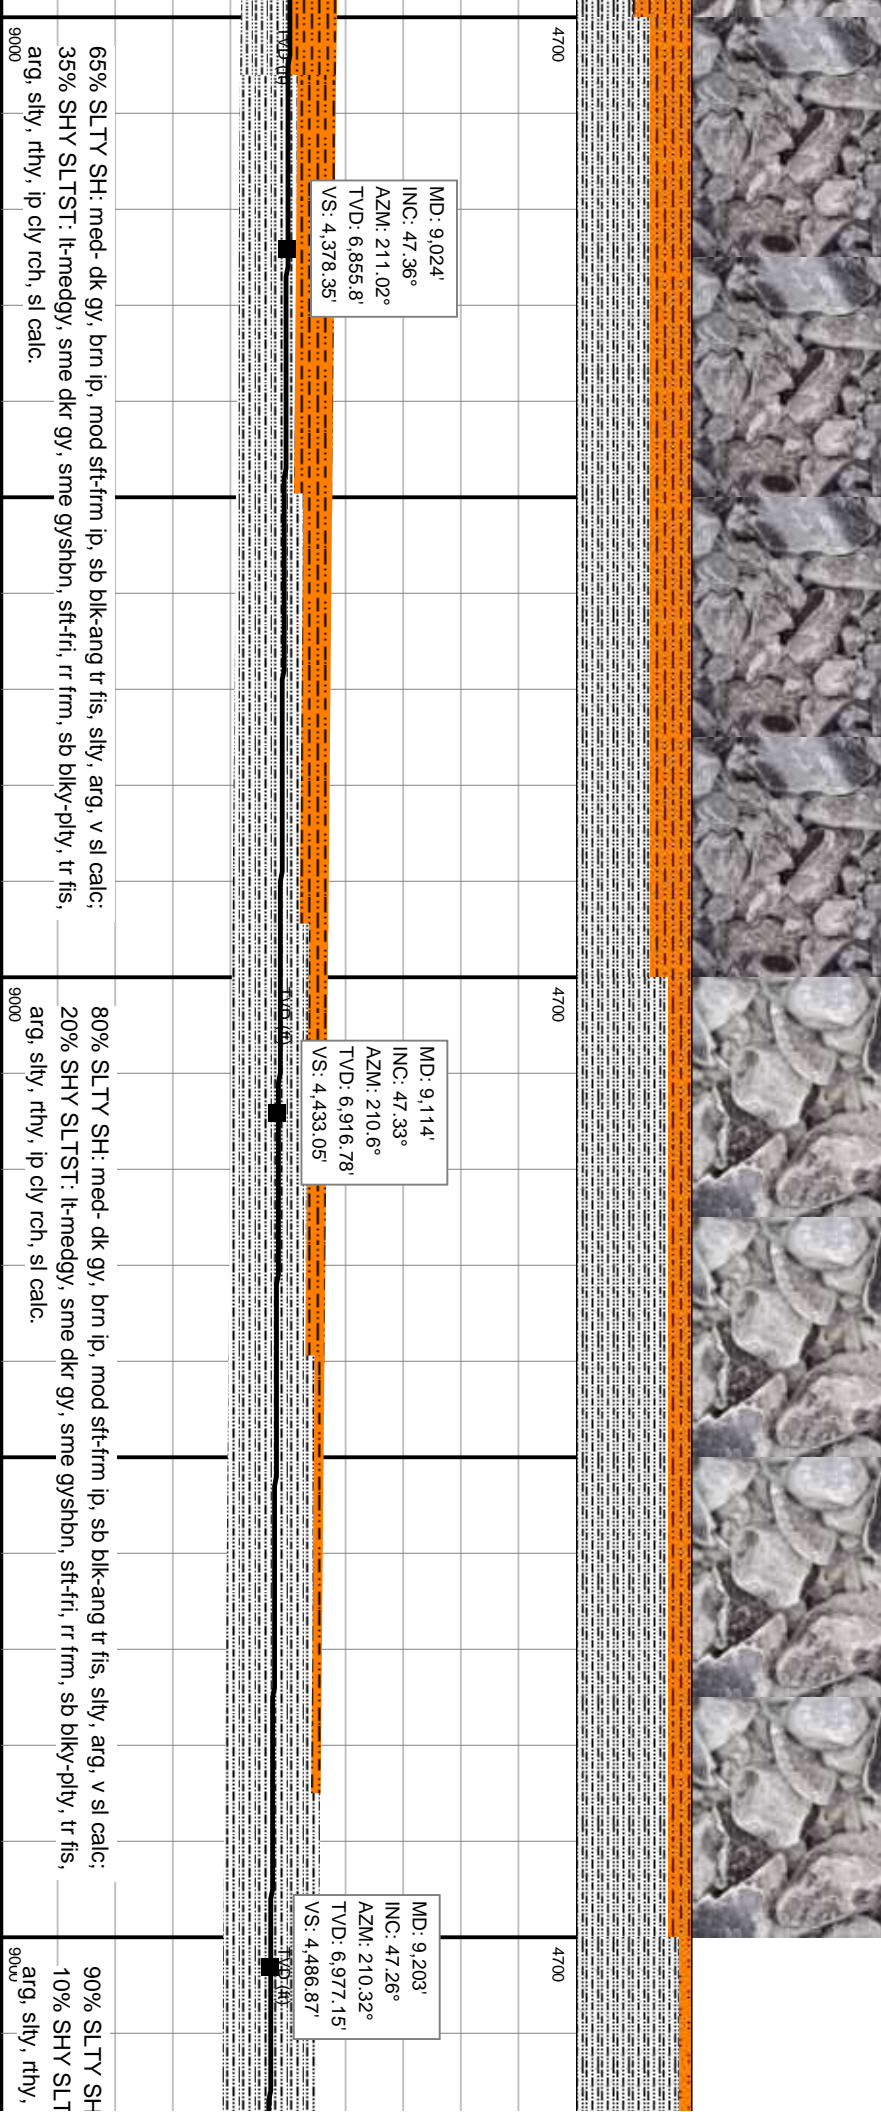 4700
MD: 9,024'
INC: 47.36°
AZM: 211.02°
TVD: 6,855.8'
VS: 4,378.35'
9000
65% SLTY SH: med- dk gy, brn ip, mod sft-frm ip, sb blk-ang tr fis, slty, arg, v sl calc;
35% SHY SLTST: lt-medgy, sme dkr gy, sme gyshbn, sft-fri, rr frm, sb blky-plty, tr fis,
arg, slty, rthy, ip cly rch, sl calc.
4700
MD: 9,114'
INC: 47.33°
AZM: 210.6°
TVD: 6,916.78'
VS: 4,433.05'
TVD (ft)
9000
80% SLTY SH: med- dk gy, brn ip, mod sft-frm ip, sb blk-ang tr fis, slty, arg, v sl calc;
20% SHY SLTST: lt-medgy, sme dkr gy, sme gyshbn, sft-fri, rr frm, sb blky-plty, tr fis,
arg, slty, rthy, ip cly rch, sl calc.
4700
MD: 9,203'
INC: 47.26°
AZM: 210.32°
TVD: 6,977.15'
VS: 4,486.87'
TVD (ft)
9000
90% SLTY SH
10% SHY SLT
arg, slty, rthy,